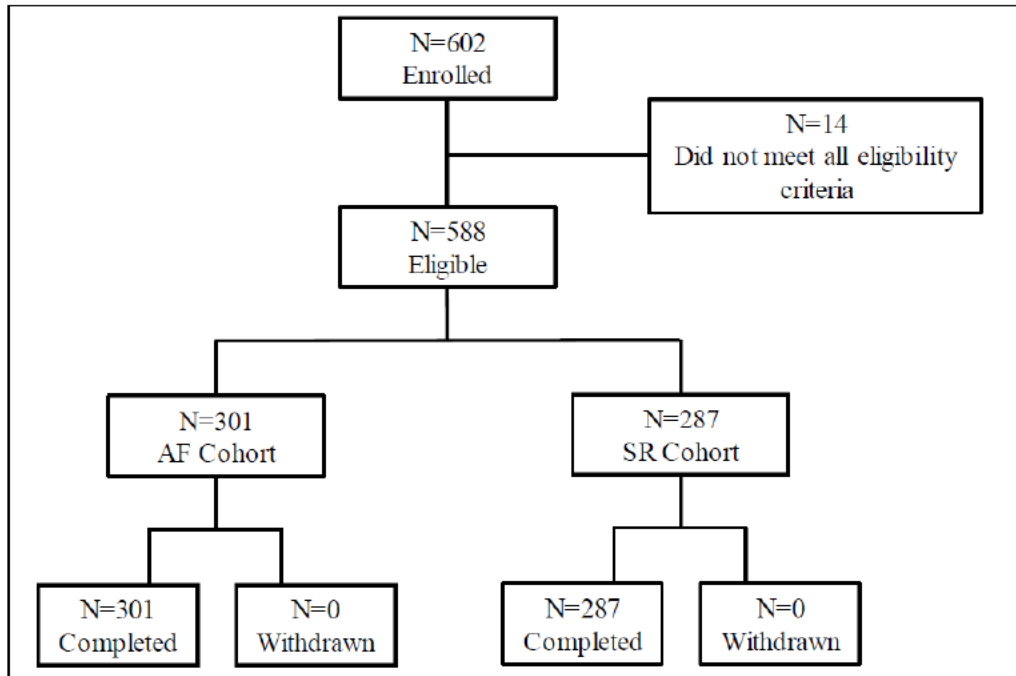 N=602
Enrolled
N=14
Did not meet all eligibility
criteria
N=588
Eligible
N=301
AF Cohort
N=287
SR Cohort
N=301
Completed
N=0
Withdrawn
N=287
Completed
N=0
Withdrawn